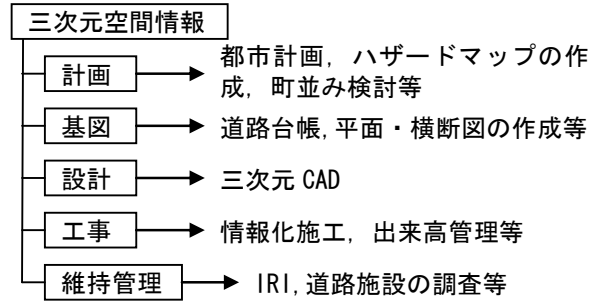 三次元空間情報
計画
都市計画, ハザードマップの作
成, 町並み検討等
基図
道路台帳,平面・横断図の作成等
設計
三次元 CAD
工事
情報化施工, 出来高管理等
維持管理
IRI,道路施設の調査等